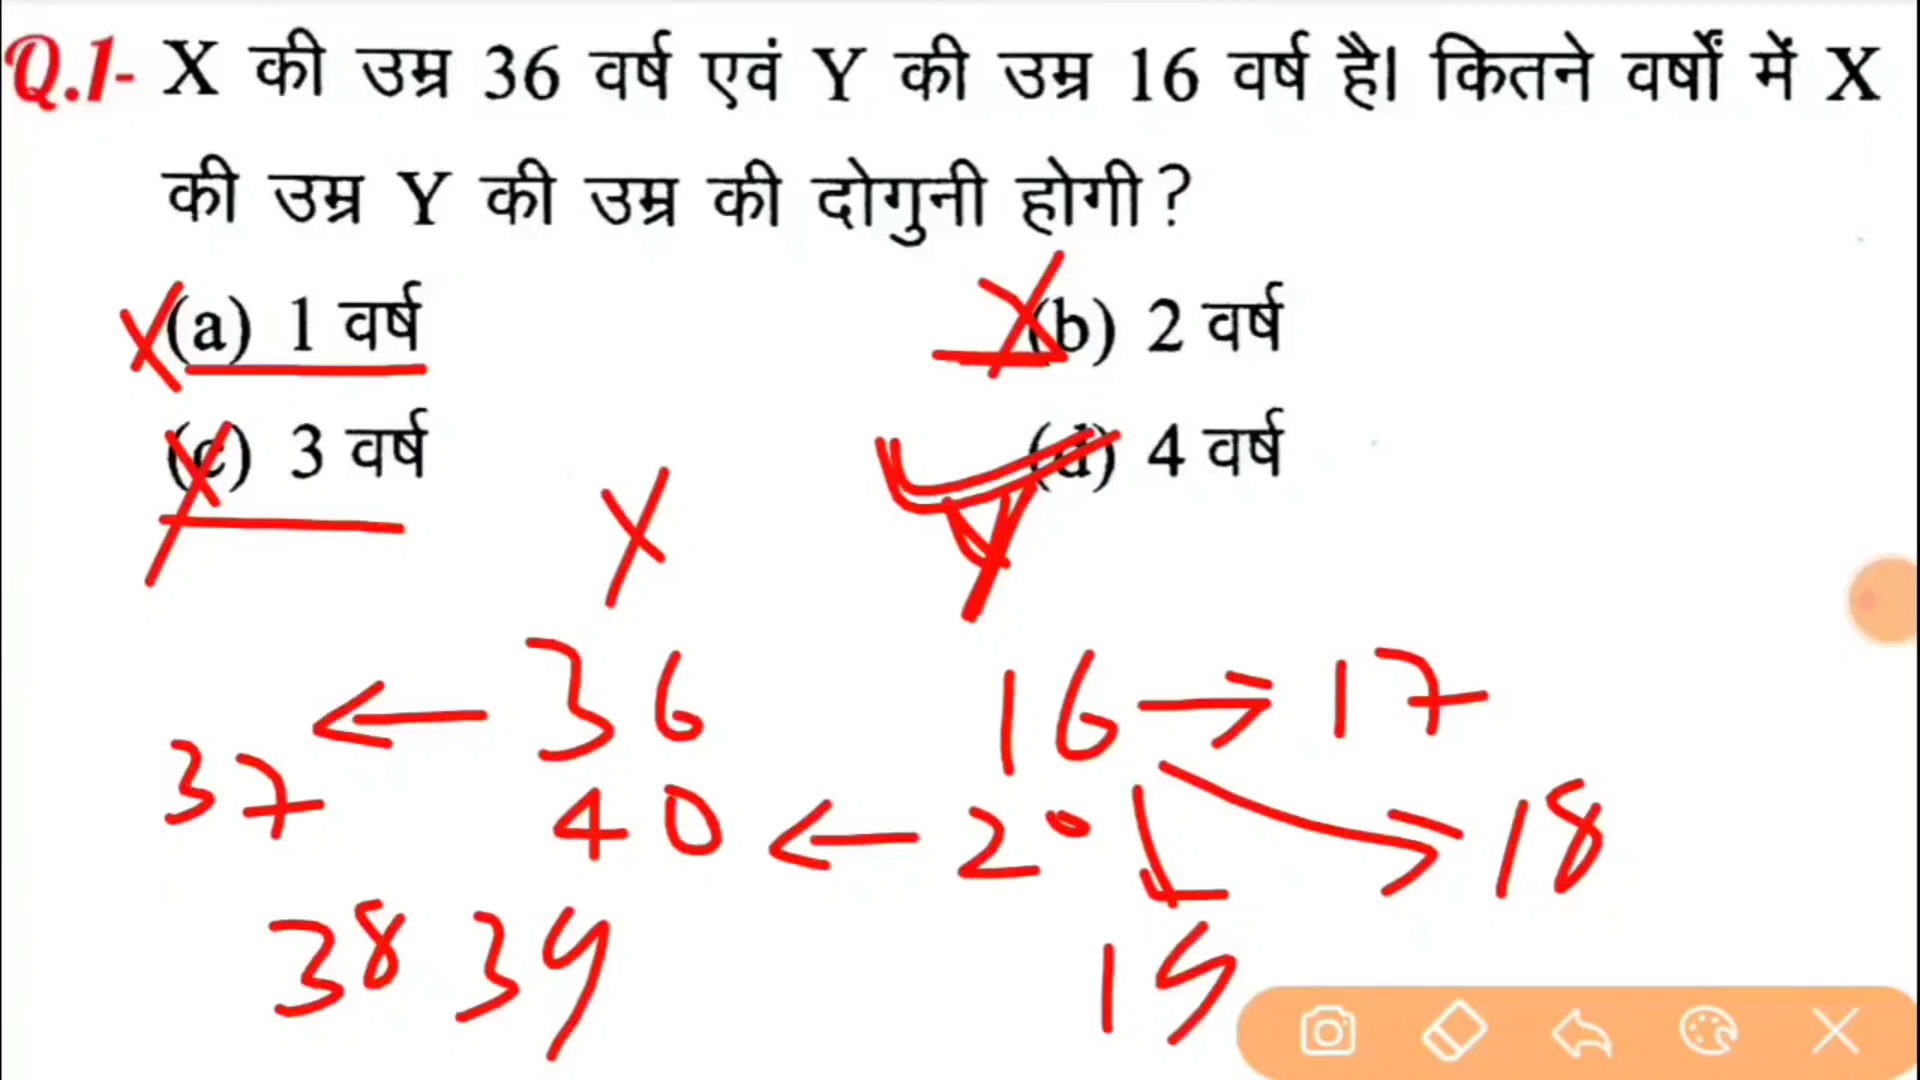 Q.1- X की उम्र 36 वर्ष एवं Y की उम्र 16 वर्ष है। कितने वर्षों में X
की उम्र Y की उम्र की दोगुनी होगी?
(a) 1 वर्ष (b) 2 वर्ष
(c) 3 वर्ष (d) 4 वर्ष
X Y
37 ← 36 16 → 17
40 ← 20 18
38 39 19